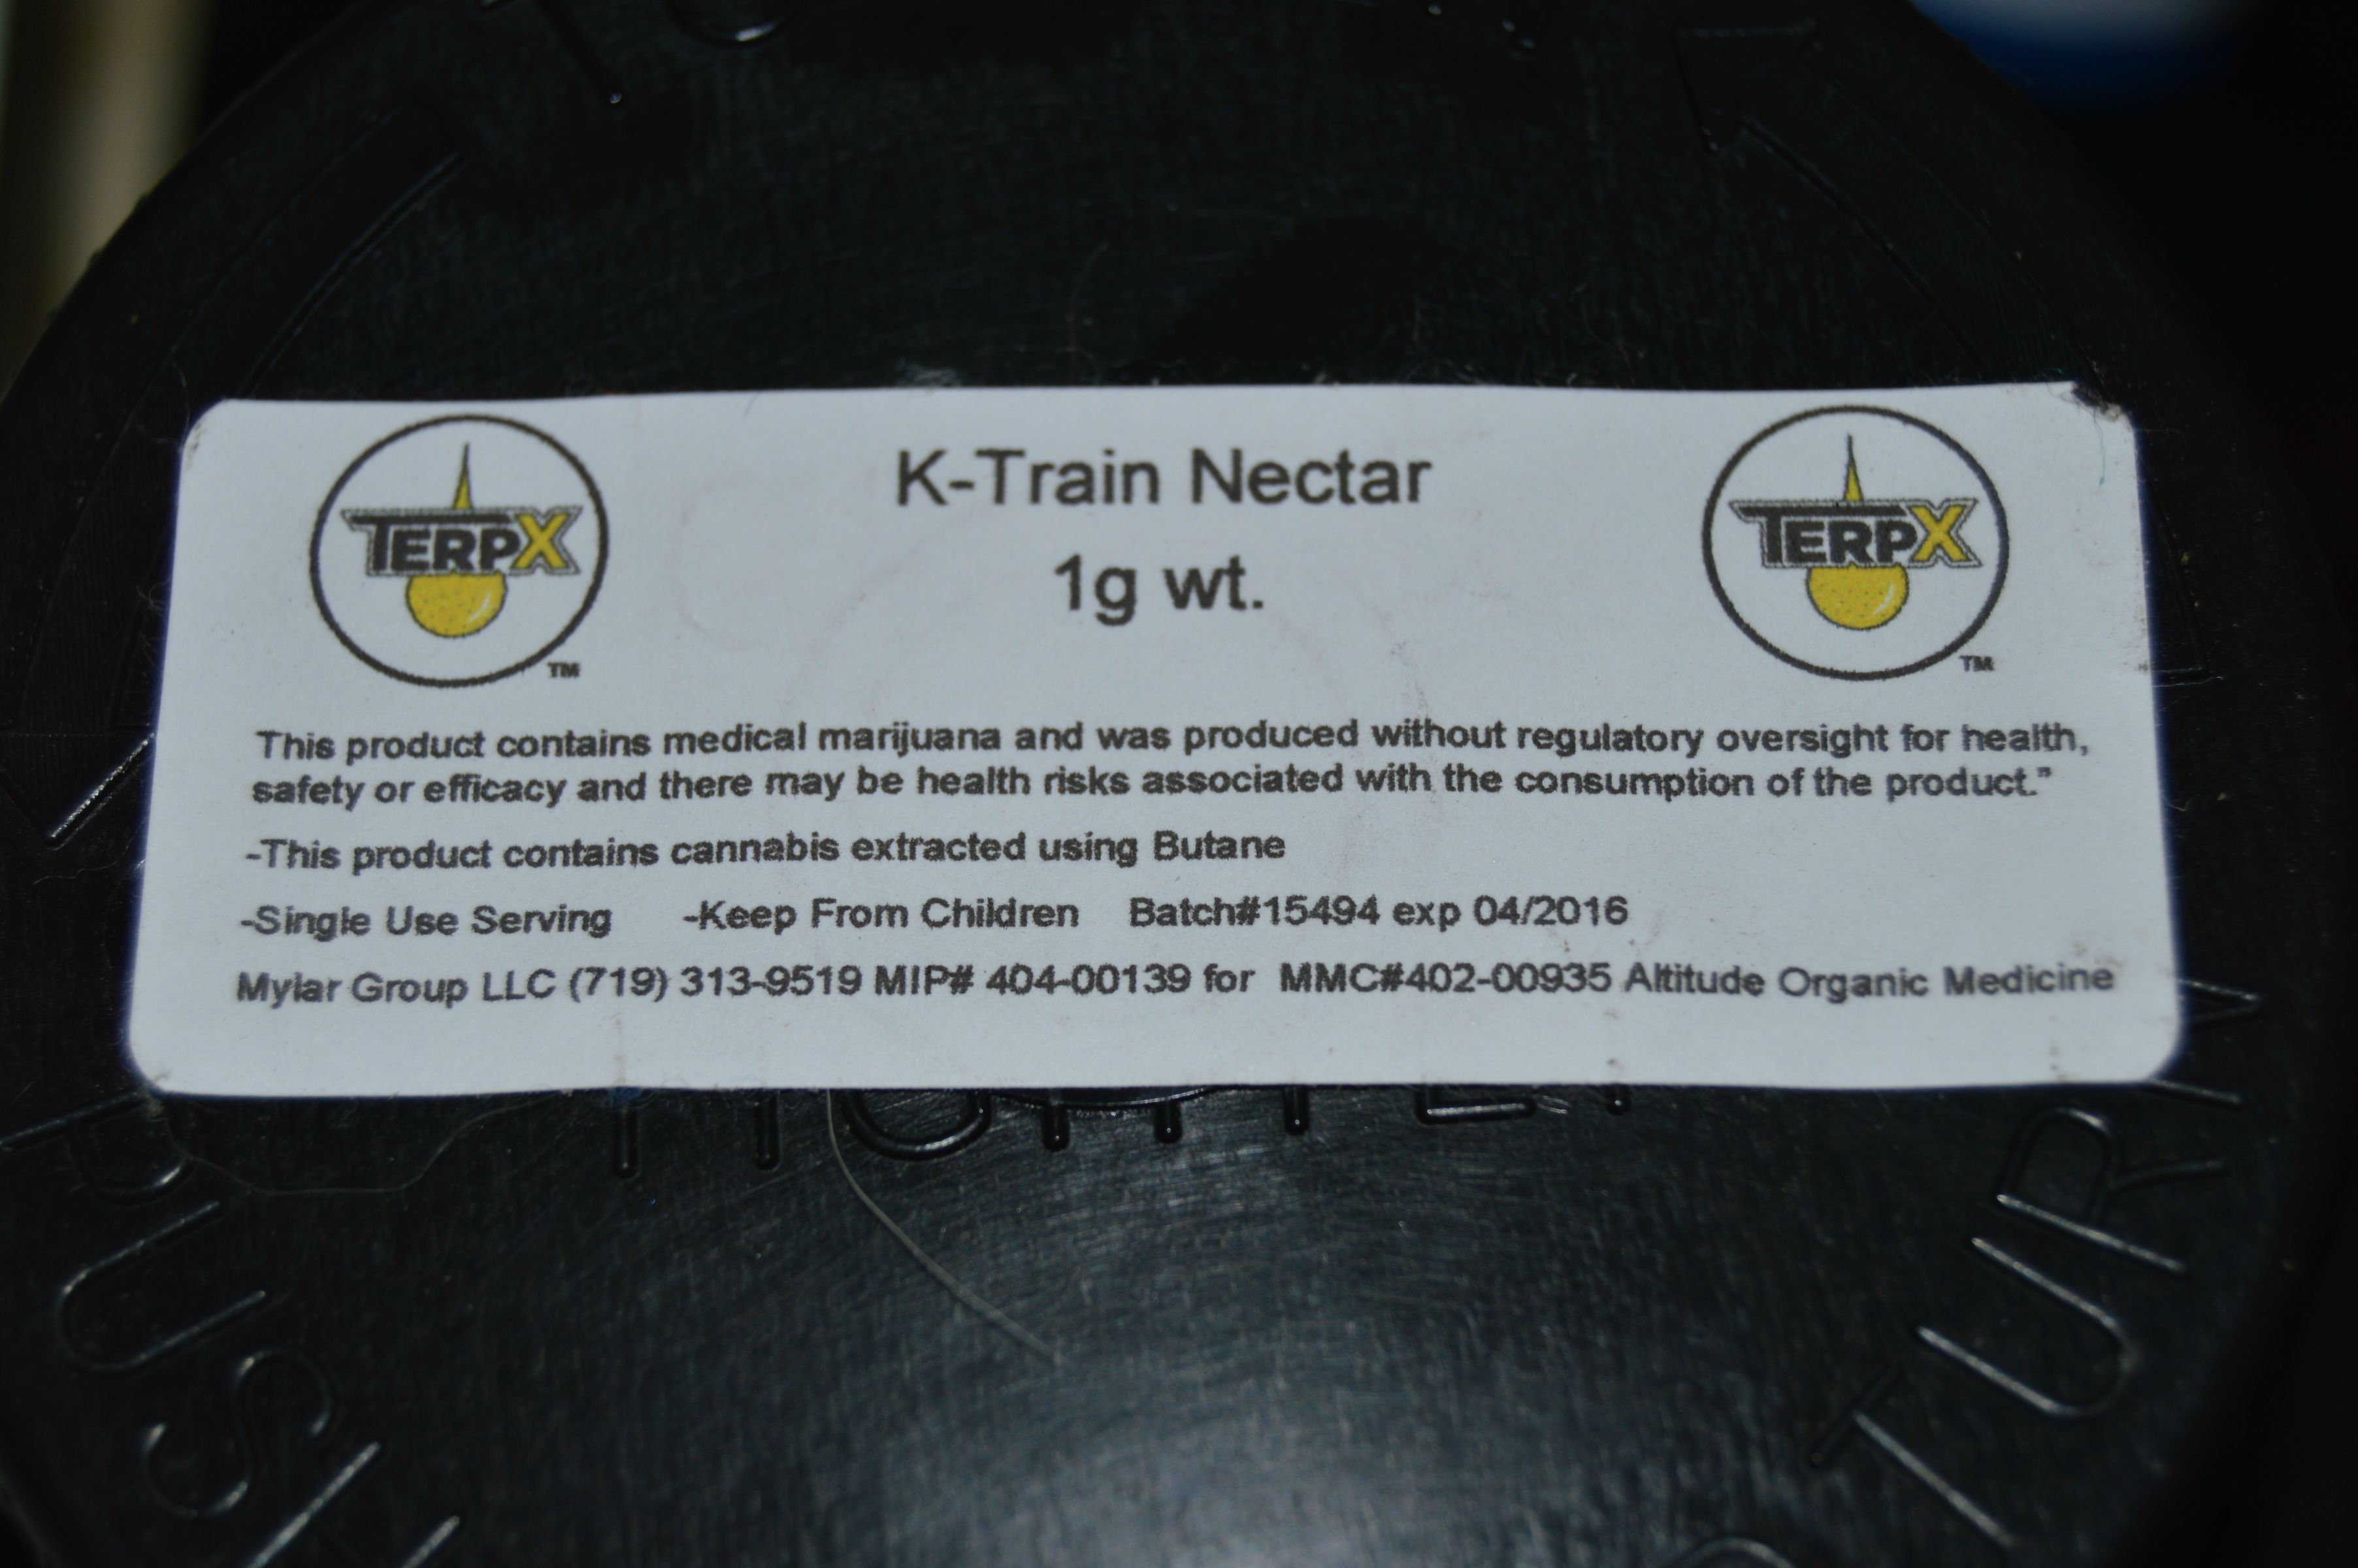 TERPX
TM
K-Train Nectar
1g wt.
TERPX
TM
This product contains medical marijuana and was produced without regulatory oversight for health,
safety or efficacy and there may be health risks associated with the consumption of the product."
-This product contains cannabis extracted using Butane
-Single Use Serving -Keep From Children Batch#15494 exp 04/2016
Mylar Group LLC (719) 313-9519 MIP# 404-00139 for MMC#402-00935 Altitude Organic Medicine
TURN